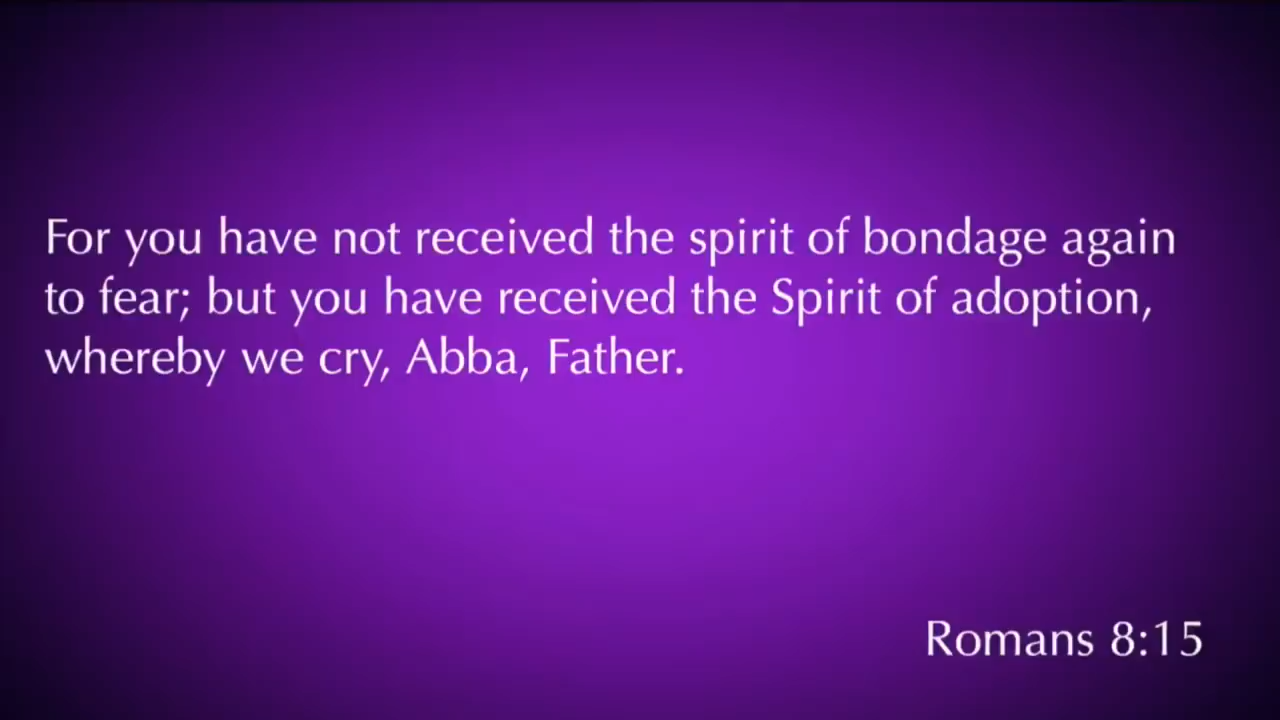 For you have not received the spirit of bondage again
to fear; but you have received the Spirit of adoption,
whereby we cry, Abba, Father.
Romans 8:15